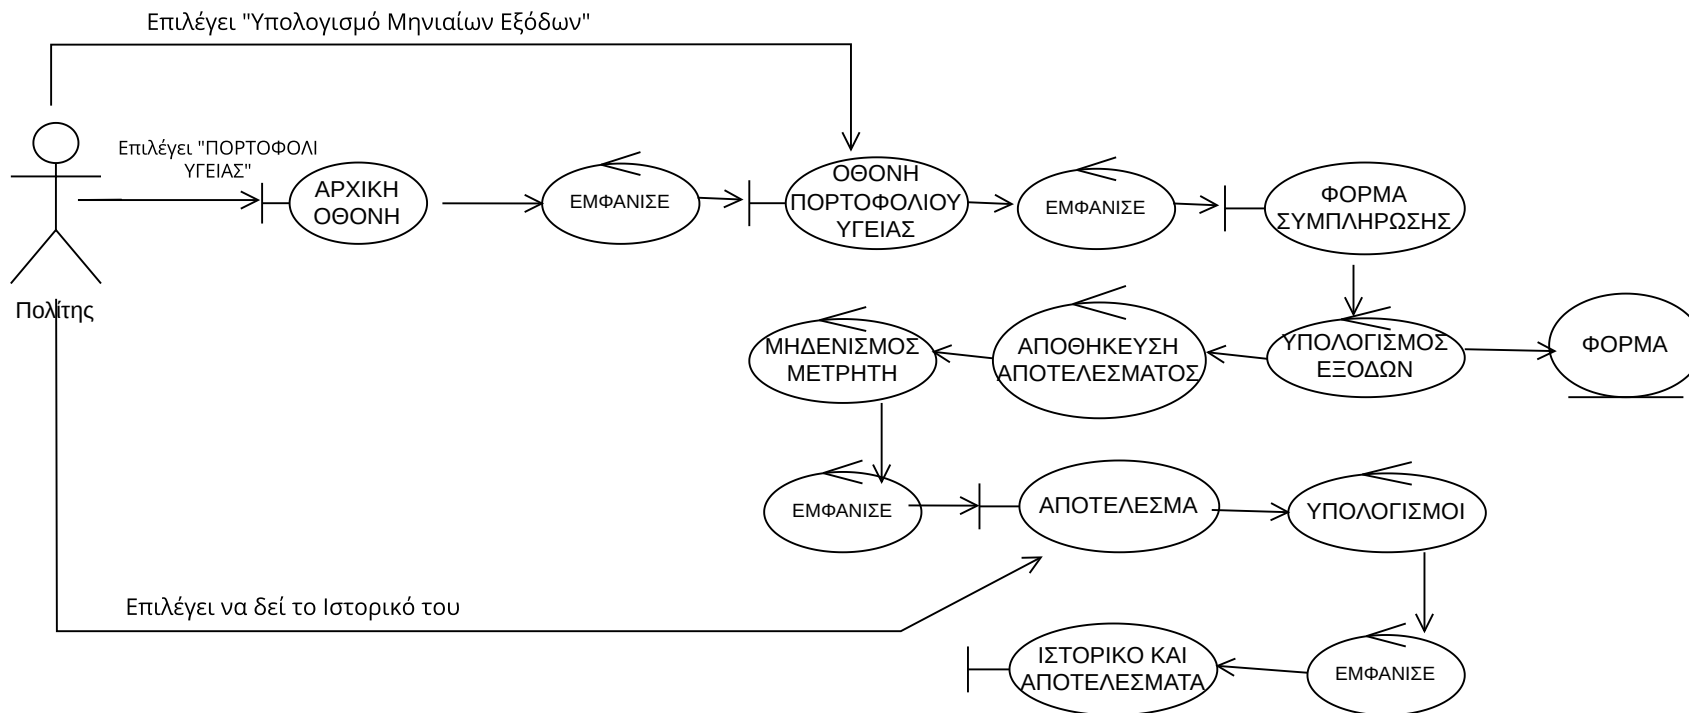 Επιλέγει "Υπολογισμό Μηνιαίων Εξόδων"
Επιλέγει "ΠΟΡΤΟΦΟΛΙ
ΥΓΕΙΑΣ"
ΑΡΧΙΚΗ
ΟΘΟΝΗ
ΕΜΦΑΝΙΣΕ
ΟΘΟΝΗ
ΠΟΡΤΟΦΟΛΙΟΥ
ΥΓΕΙΑΣ
ΕΜΦΑΝΙΣΕ
ΦΟΡΜΑ
ΣΥΜΠΛΗΡΩΣΗΣ
Πολίτης
ΜΗΔΕΝΙΣΜΟΣ
ΜΕΤΡΗΤΗ
ΑΠΟΘΗΚΕΥΣΗ
ΑΠΟΤΕΛΕΣΜΑΤΟΣ
ΥΠΟΛΟΓΙΣΜΟΣ
ΕΞΟΔΩΝ
ΦΟΡΜΑ
ΕΜΦΑΝΙΣΕ
ΑΠΟΤΕΛΕΣΜΑ
ΥΠΟΛΟΓΙΣΜΟΙ
Επιλέγει να δεί το Ιστορικό του
ΙΣΤΟΡΙΚΟ ΚΑΙ
ΑΠΟΤΕΛΕΣΜΑΤΑ
ΕΜΦΑΝΙΣΕ